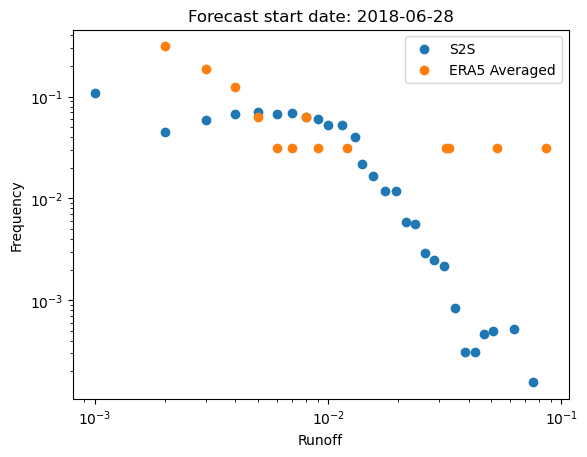 Forecast start date: 2018-06-28
S2S
ERA5 Averaged
Frequency
10⁻¹
10⁻²
10⁻³
10⁻³
10⁻²
10⁻¹
Runoff